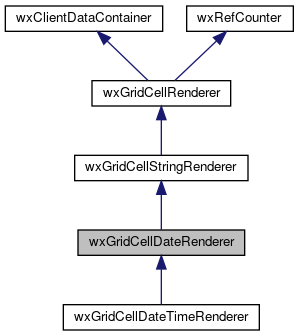 wxClientDataContainer
wxRefCounter
wxGridCellRenderer
wxGridCellStringRenderer
wxGridCellDateRenderer
wxGridCellDateTimeRenderer